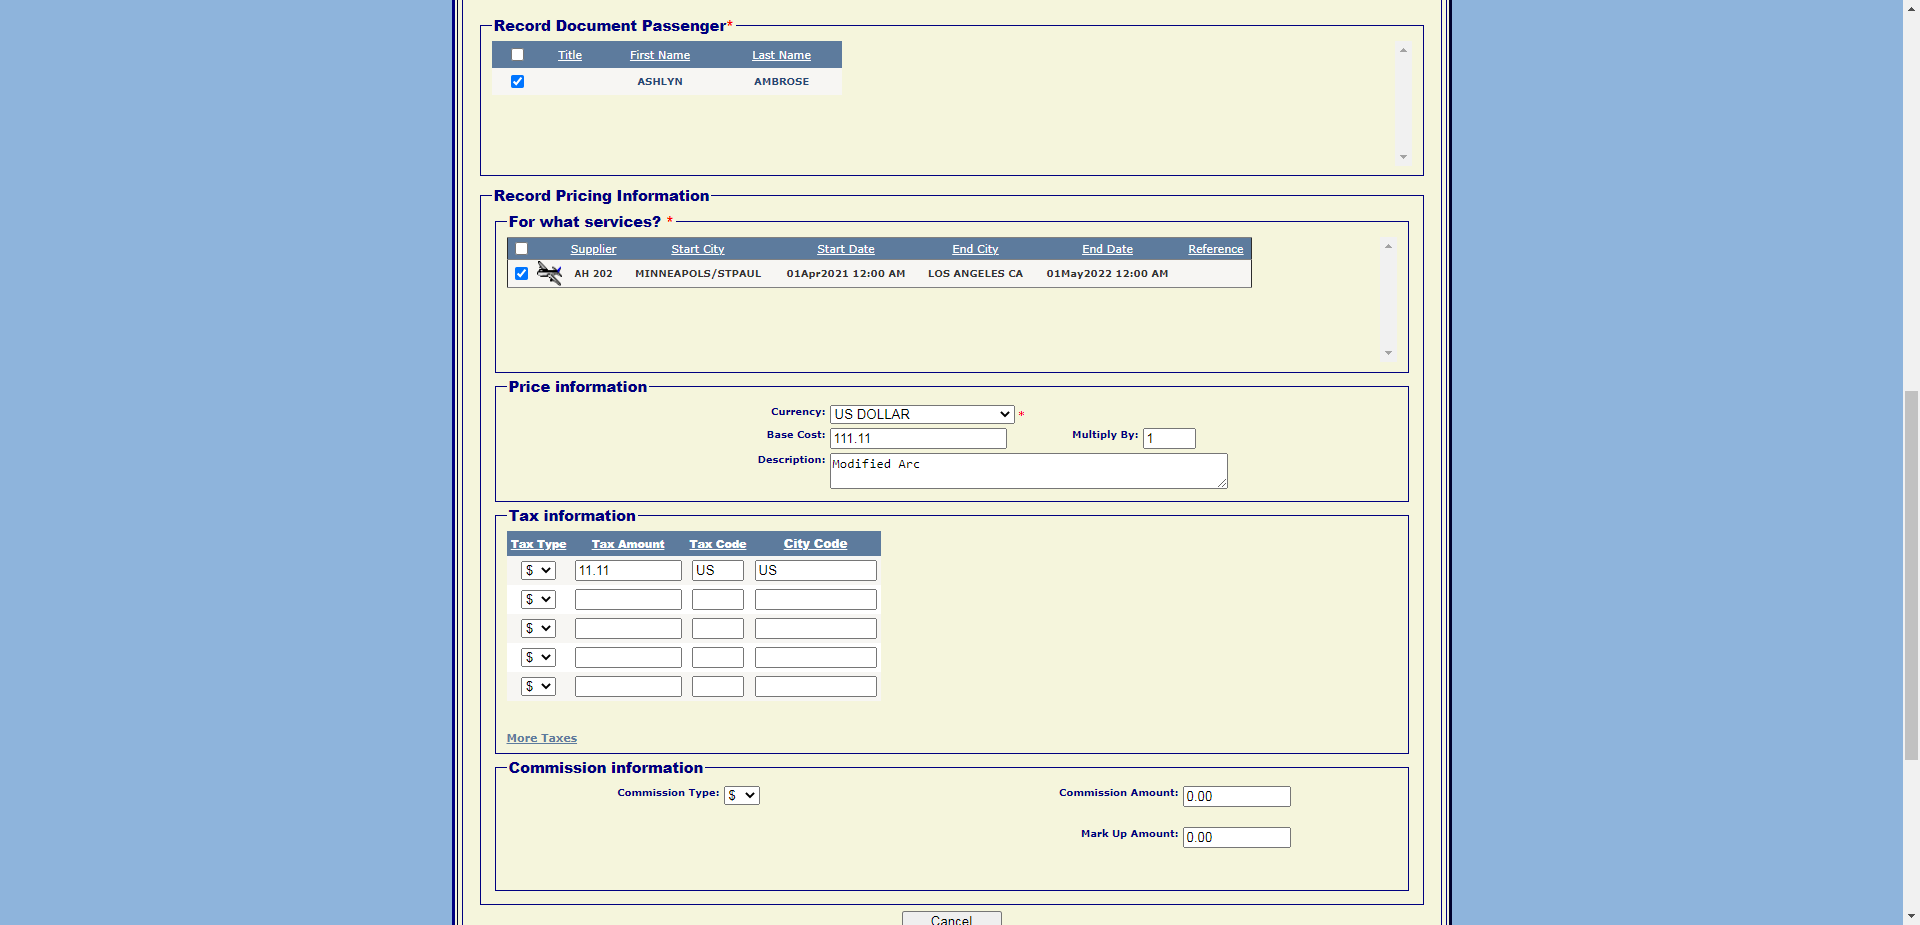 Record Document Passenger*
Title First Name Last Name
ASHLYN AMBROSE
Record Pricing Information
For what services? *
Supplier Start City Start Date End City End Date Reference
AH 202 MINNEAPOLS/STPAUL 01Apr2021 12:00 AM LOS ANGELES CA 01May2022 12:00 AM
Price information
Currency: US DOLLAR *
Base Cost: 111.11 Multiply By: 1
Description: Modified Arc
Tax information
Tax Type Tax Amount Tax Code City Code
$ 11.11 US US
$
$
$
$
More Taxes
Commission information
Commission Type: $ Commission Amount: 0.00
Mark Up Amount: 0.00
Cancel